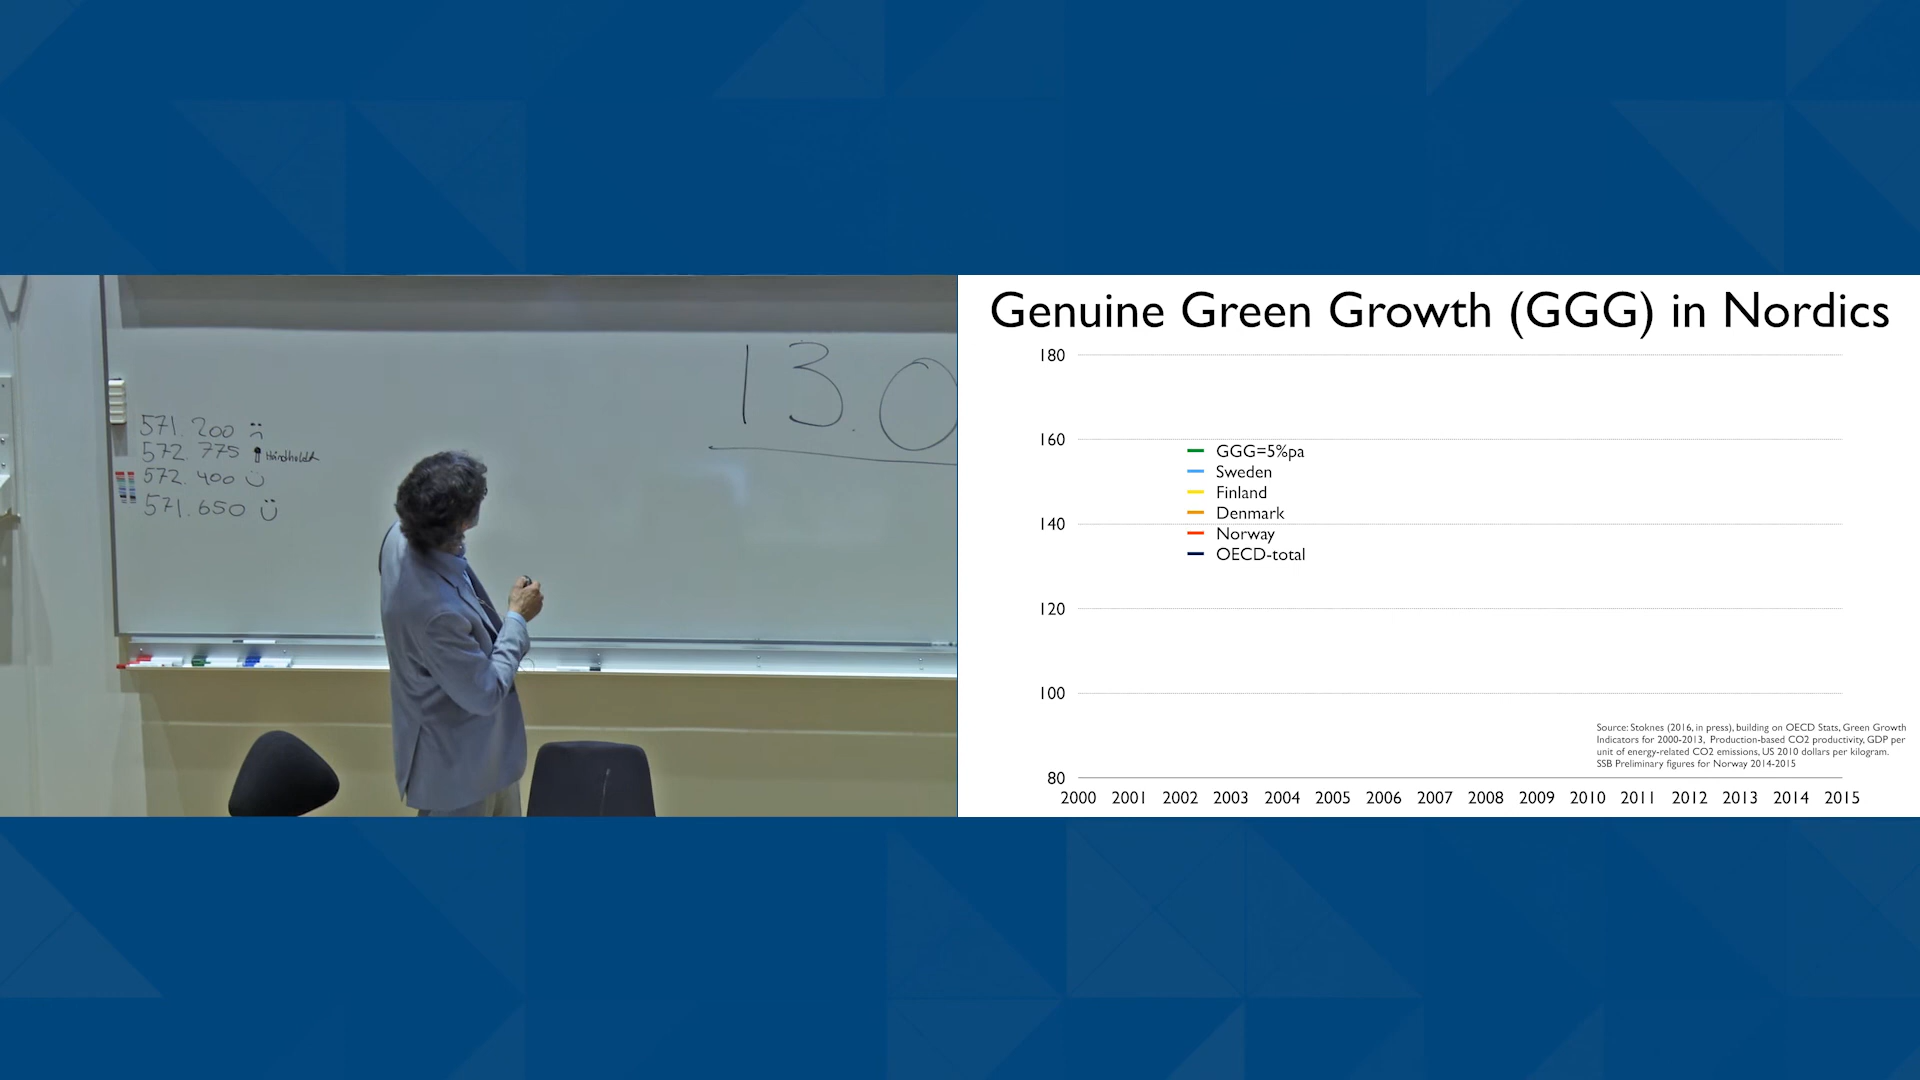 13.0
571.200
572.775 Håndholdt
572.400
571.650
Genuine Green Growth (GGG) in Nordics
180
160
140
120
100
80
GGG=5%pa
Sweden
Finland
Denmark
Norway
OECD-total
Source: Stoknes (2016, in press), building on OECD Stats, Green Growth
Indicators for 2000-2013, Production-based CO2 productivity, GDP per
unit of energy-related CO2 emissions, US 2010 dollars per kilogram.
SSB Preliminary figures for Norway 2014-2015
2000 2001 2002 2003 2004 2005 2006 2007 2008 2009 2010 2011 2012 2013 2014 2015